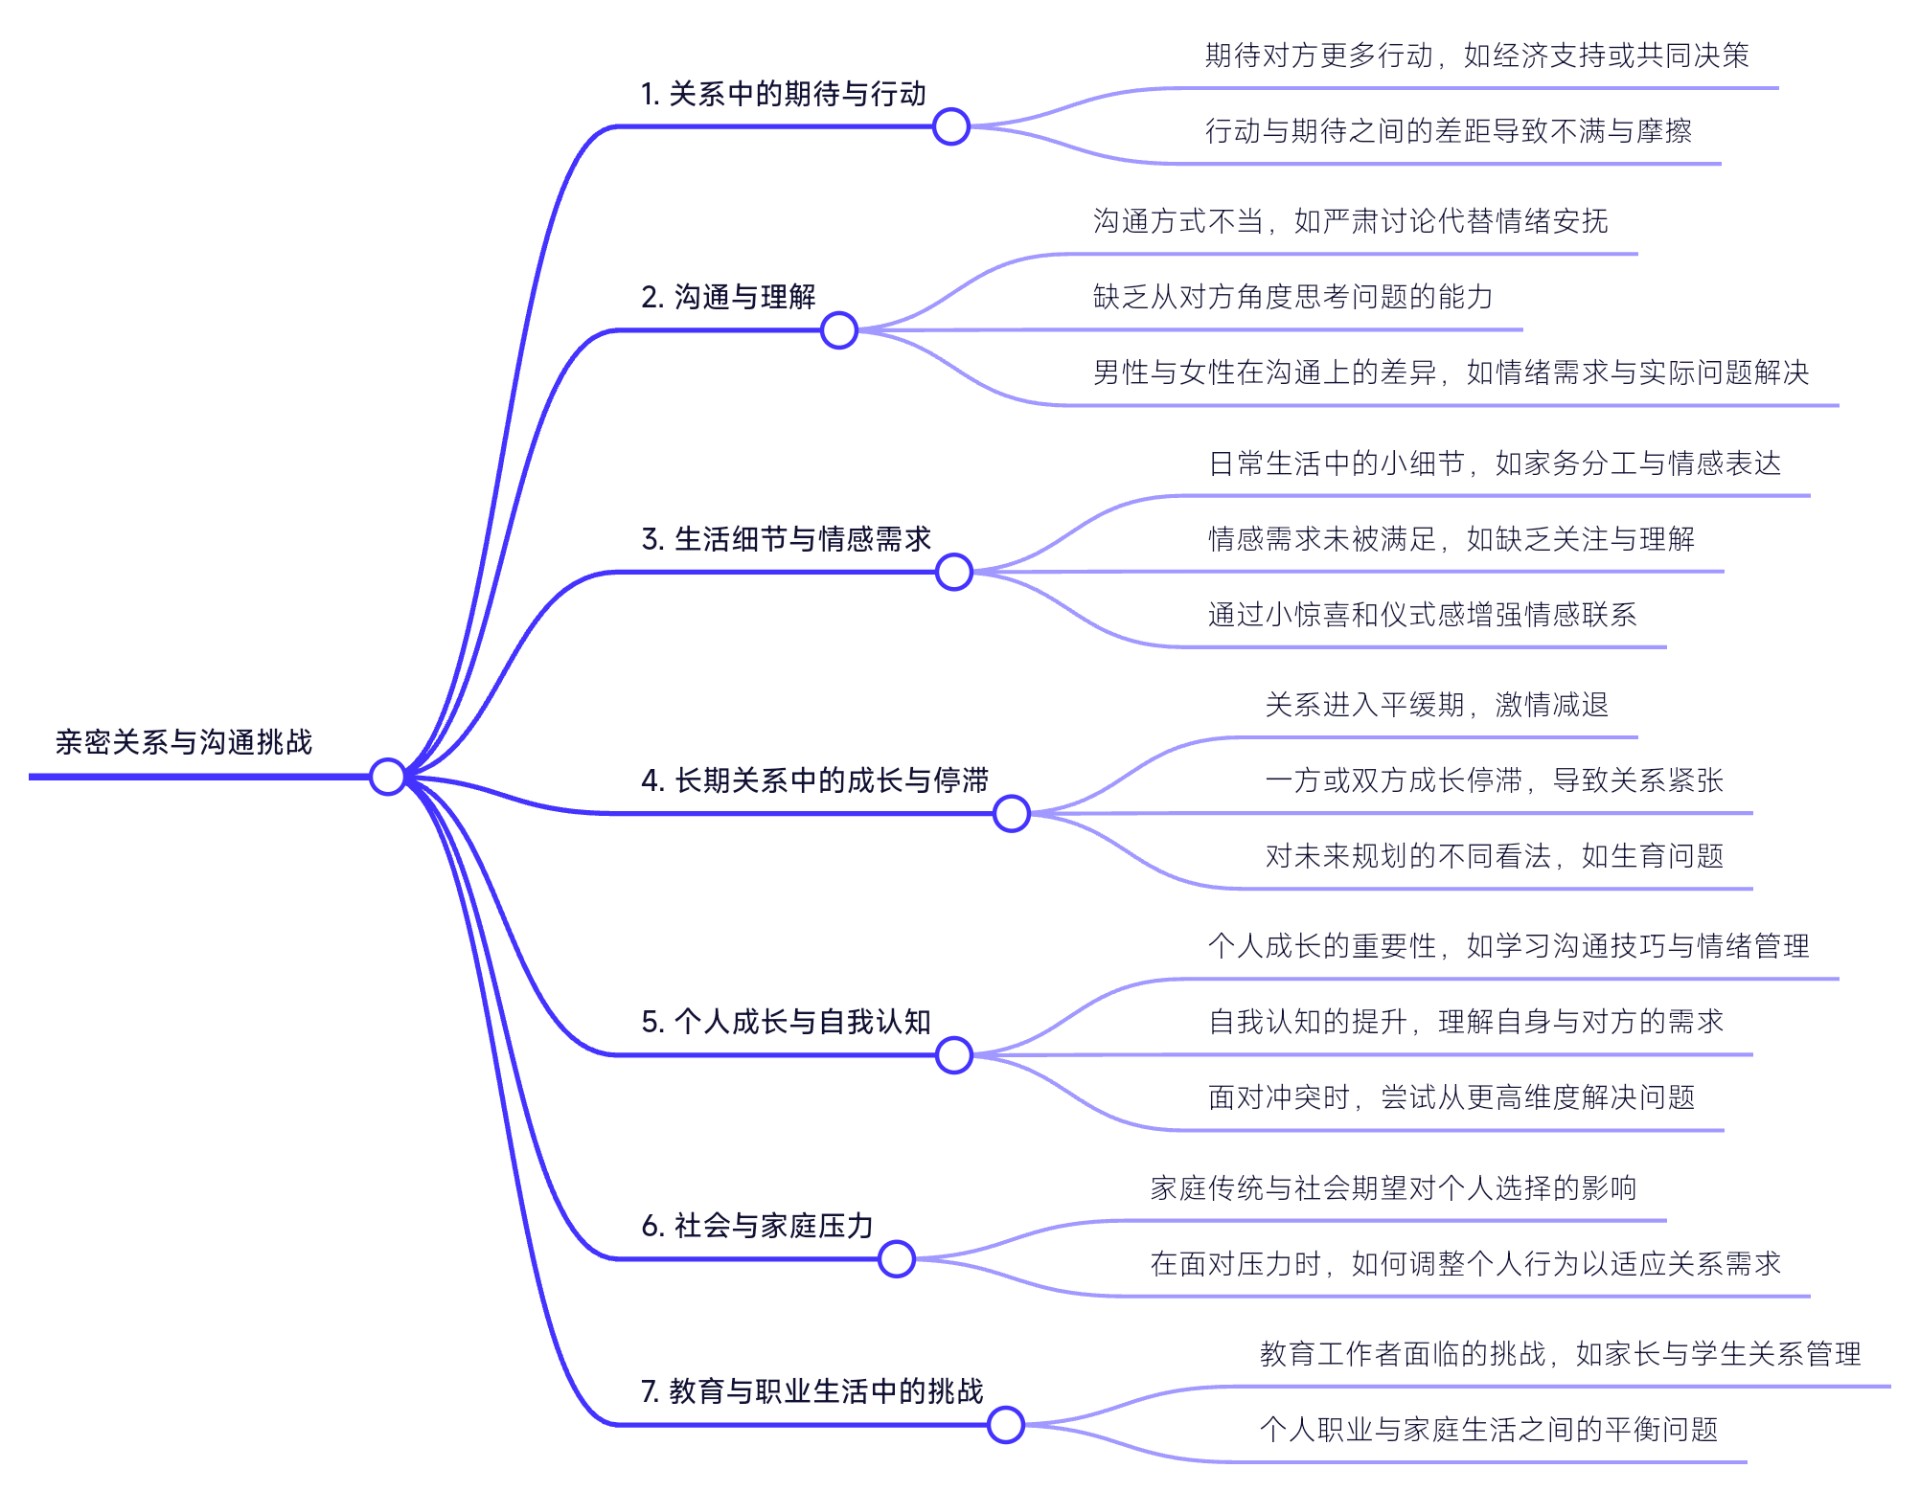 亲密关系与沟通挑战
1. 关系中的期待与行动
期待对方更多行动，如经济支持或共同决策
行动与期待之间的差距导致不满与摩擦
2. 沟通与理解
沟通方式不当，如严肃讨论代替情绪安抚
缺乏从对方角度思考问题的能力
男性与女性在沟通上的差异，如情绪需求与实际问题解决
3. 生活细节与情感需求
日常生活中的小细节，如家务分工与情感表达
情感需求未被满足，如缺乏关注与理解
通过小惊喜和仪式感增强情感联系
4. 长期关系中的成长与停滞
关系进入平缓期，激情减退
一方或双方成长停滞，导致关系紧张
对未来规划的不同看法，如生育问题
5. 个人成长与自我认知
个人成长的重要性，如学习沟通技巧与情绪管理
自我认知的提升，理解自身与对方的需求
面对冲突时，尝试从更高维度解决问题
6. 社会与家庭压力
家庭传统与社会期望对个人选择的影响
在面对压力时，如何调整个人行为以适应关系需求
7. 教育与职业生活中的挑战
教育工作者面临的挑战，如家长与学生关系管理
个人职业与家庭生活之间的平衡问题